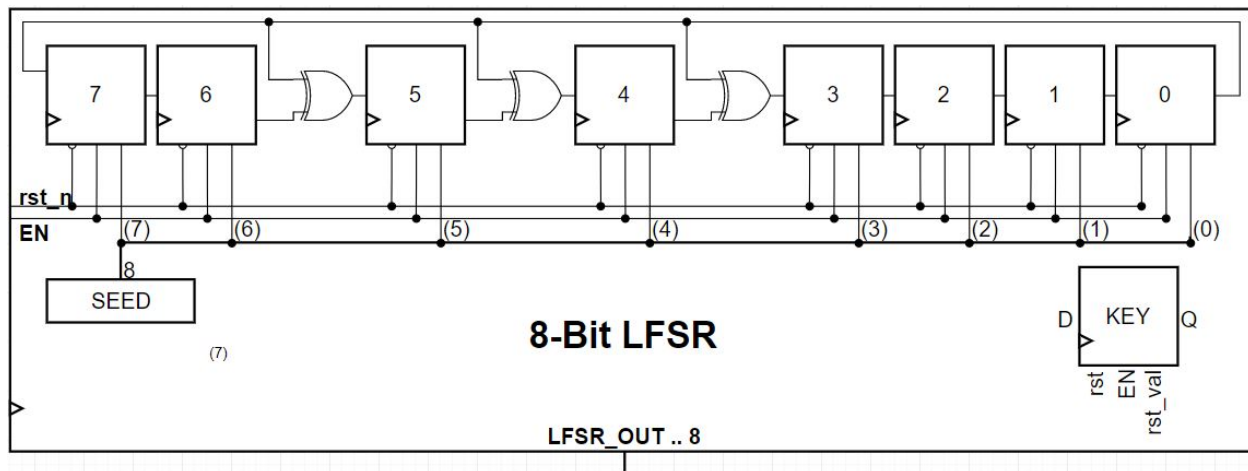 7 6 5 4 3 2 1 0
rst_n
EN
(7) (6) (5) (4) (3) (2) (1) (0)
8
SEED
(7)
8-Bit LFSR
D KEY Q
rst EN rst_val
LFSR_OUT .. 8